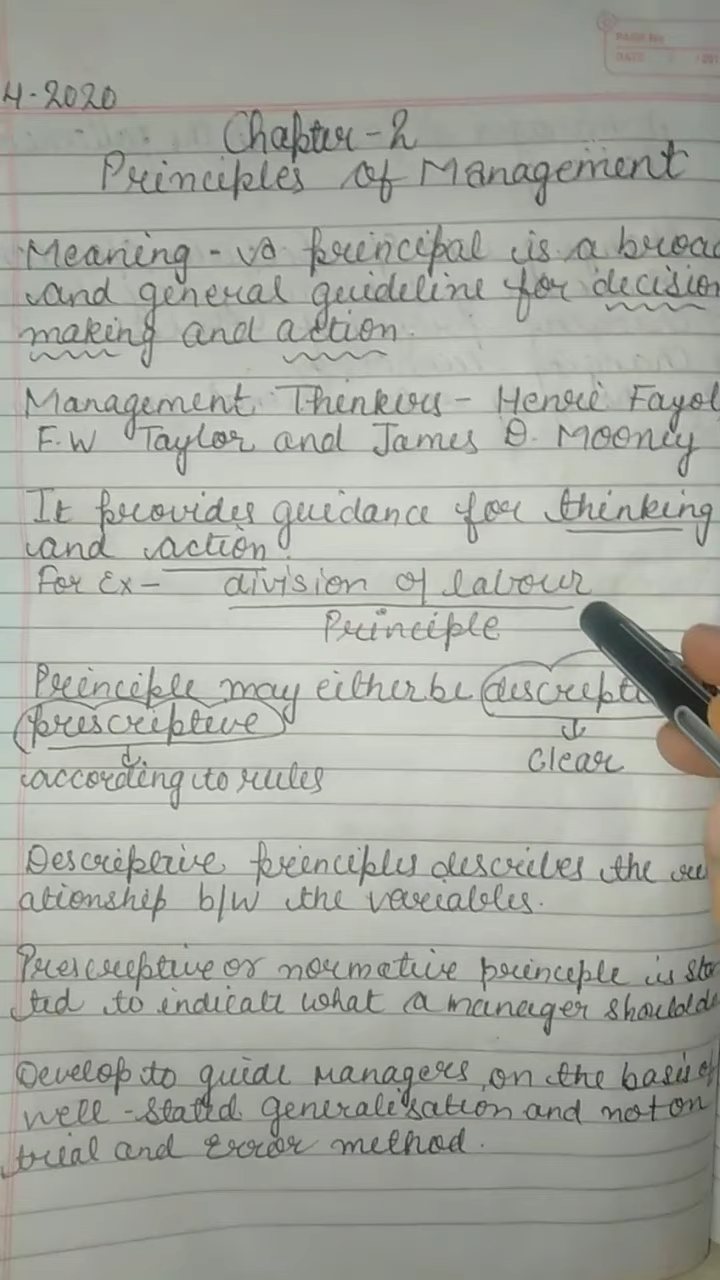 PAGE NO
DATE
4-2020
Chapter-2
Principles of Management
Meaning - principal is a broad
and general guideline for decision
making and action.
Management Thinkers - Henri Fayol
F.W Taylor and James D. Mooney
It provides guidance for thinking
and action.
For Ex- division of labour
Principle
Principle may either be descripti
prescriptive
Clear
according to rules
Descriptive principles describes the rel
ationship b/w the variables.
Prescriptive or normative principle is sta
ted to indicate what a manager should d
Develop to guide managers, on the basis of
well-stated generalisation and not on
trial and error method.